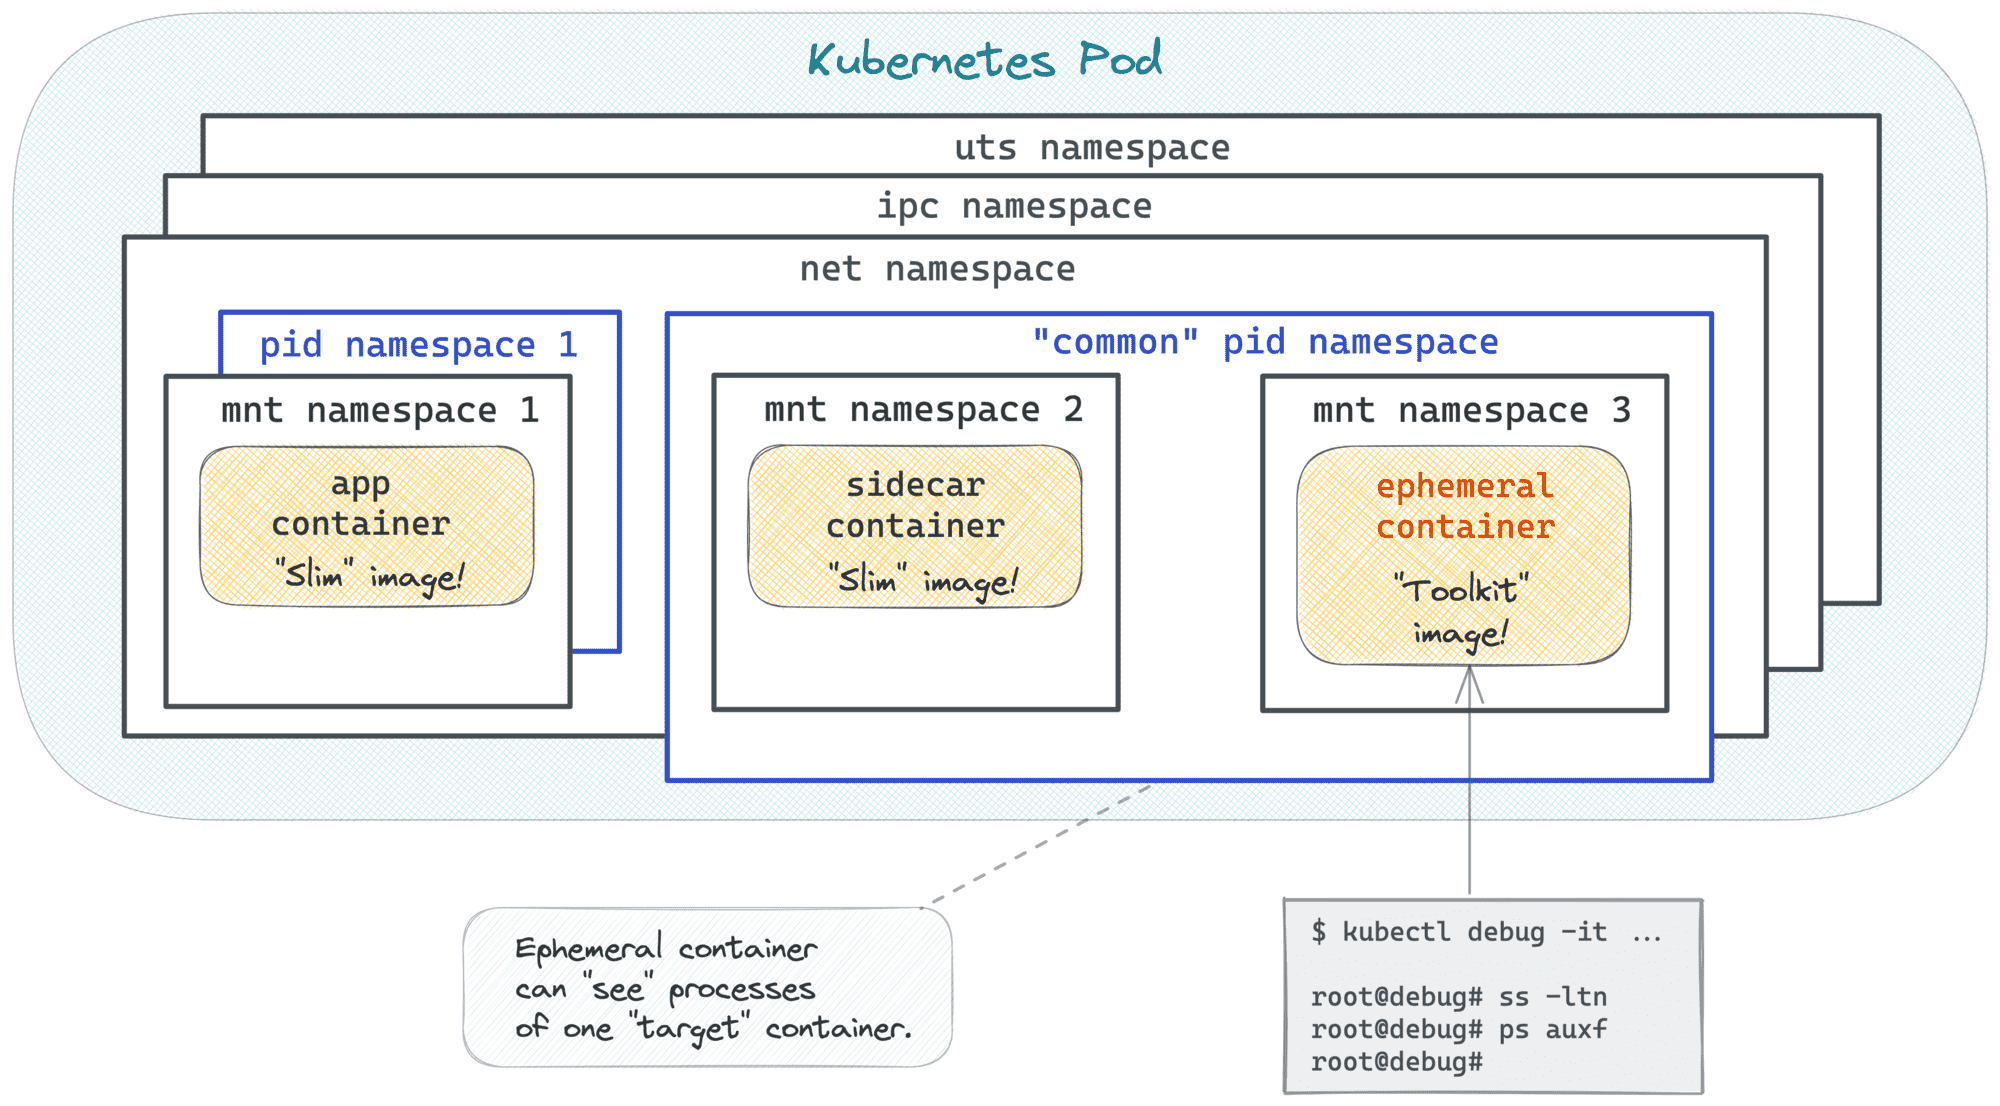 Kubernetes Pod
uts namespace
ipc namespace
net namespace
pid namespace 1
mnt namespace 1
app
container
"Slim" image!
"common" pid namespace
mnt namespace 2
sidecar
container
"Slim" image!
mnt namespace 3
ephemeral
container
"Toolkit"
image!
Ephemeral container
can "see" processes
of one "target" container.
$ kubectl debug -it ...
root@debug# ss -ltn
root@debug# ps auxf
root@debug#